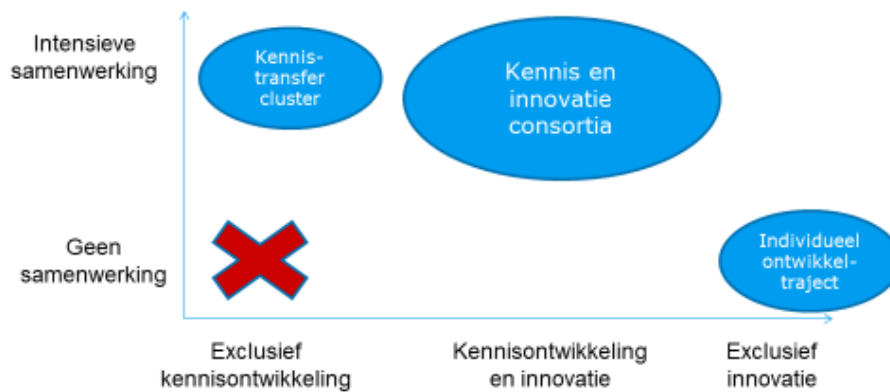 Intensieve
samenwerking
Kennis-
transfer
cluster
Kennis en
innovatie
consortia
Geen
samenwerking
Individueel
ontwikkel-
traject
Exclusief
kennisontwikkeling
Kennisontwikkeling
en innovatie
Exclusief
innovatie